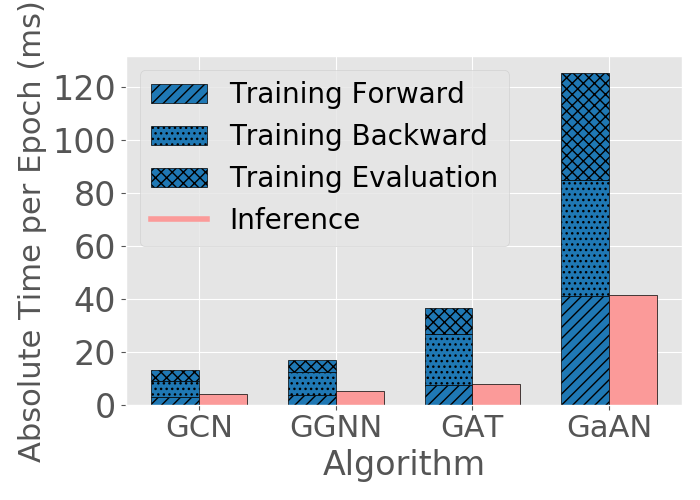 Absolute Time per Epoch (ms)
120
100
80
60
40
20
0
Training Forward
Training Backward
Training Evaluation
Inference
GCN GGNN GAT GaAN
Algorithm